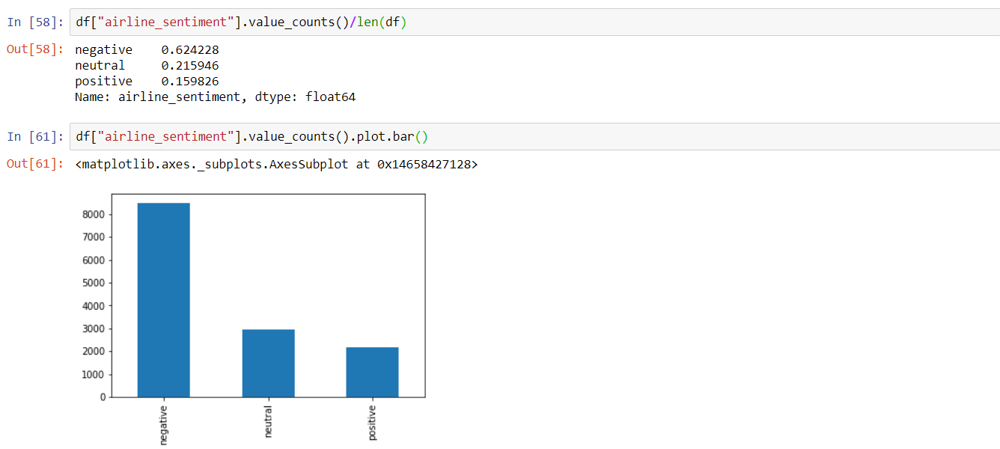 In [58]: df["airline_sentiment"].value_counts()/len(df)
Out[58]: negative 0.624228
neutral 0.215946
positive 0.159826
Name: airline_sentiment, dtype: float64
In [61]: df["airline_sentiment"].value_counts().plot.bar()
Out[61]: <matplotlib.axes._subplots.AxesSubplot at 0x14658427128>
8000
7000
6000
5000
4000
3000
2000
1000
0
negative
neutral
positive